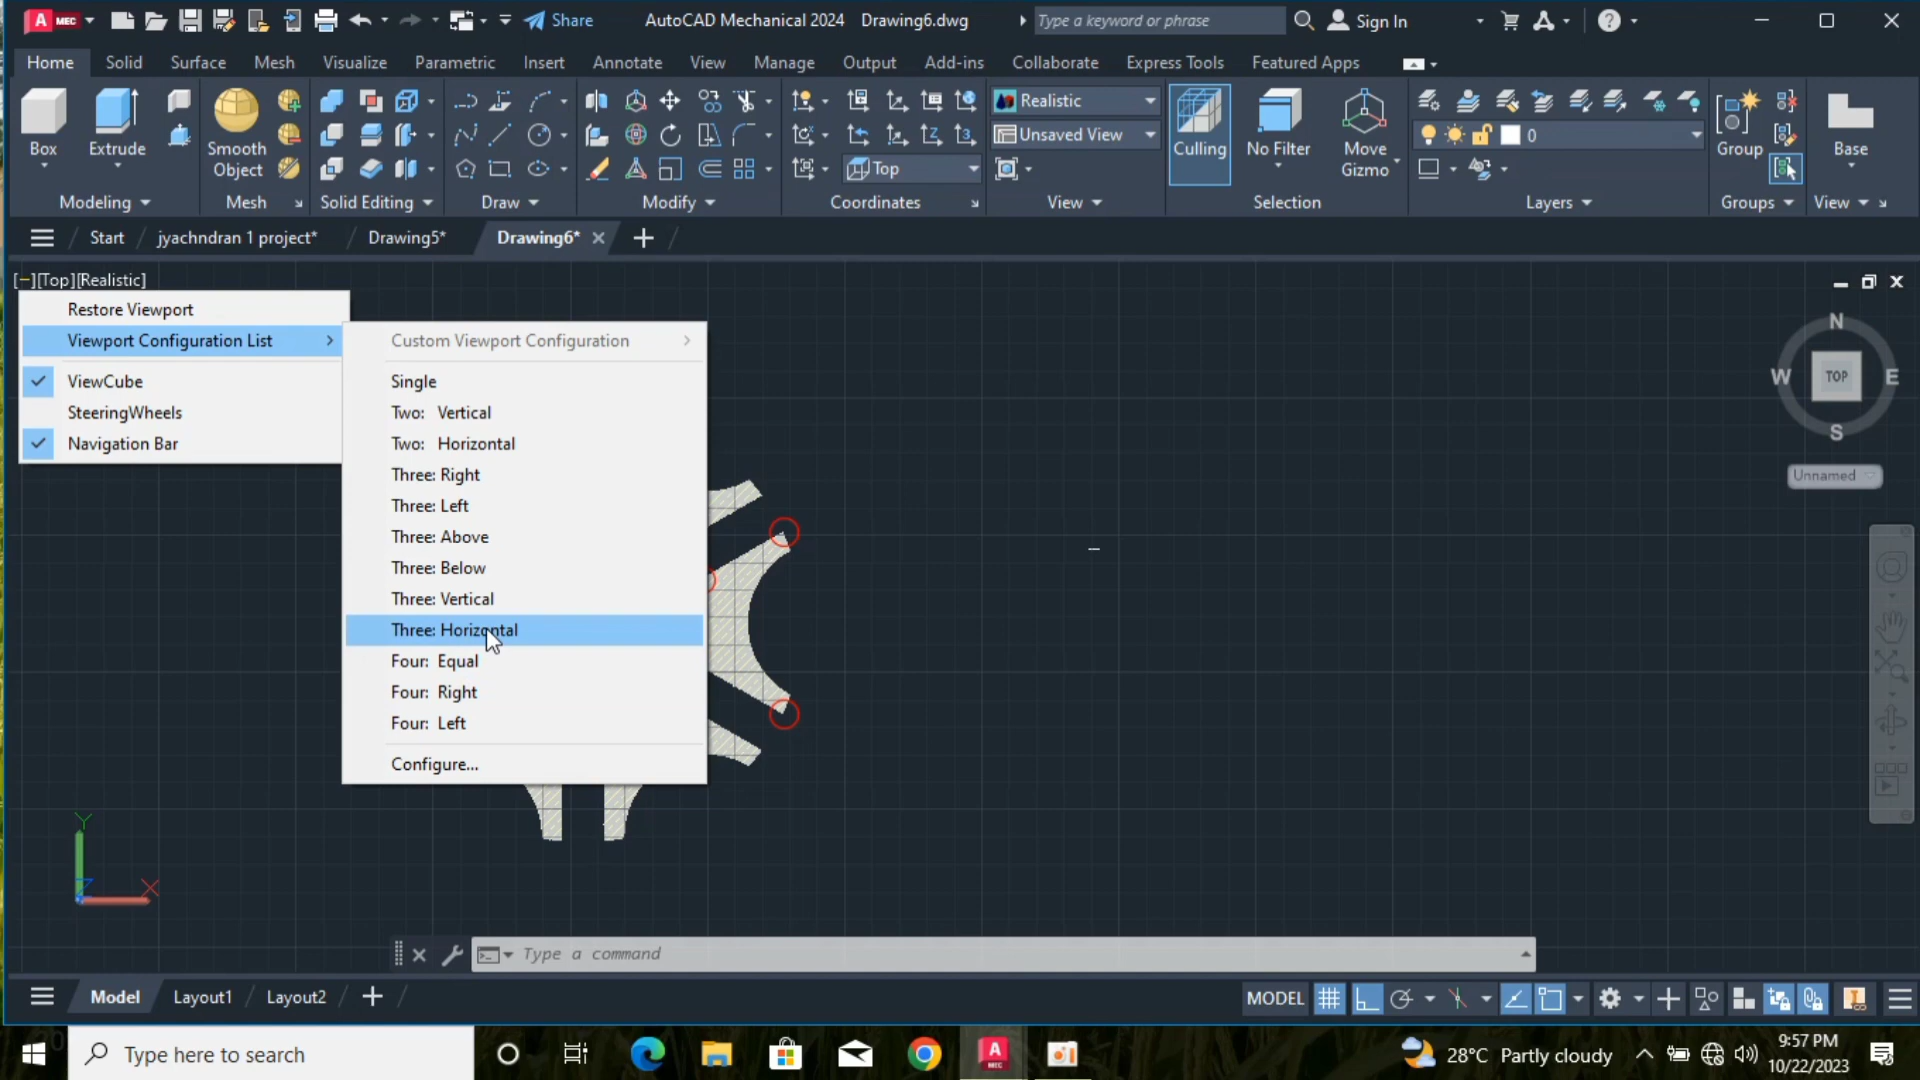 MEC
Share
AutoCAD Mechanical 2024 Drawing6.dwg
Type a keyword or phrase
Sign In
Home Solid Surface Mesh Visualize Parametric Insert Annotate View Manage Output Add-ins Collaborate Express Tools Featured Apps
Box
Extrude
Smooth
Object
Top
Realistic
Unsaved View
Culling
No Filter
Move
Gizmo
0
Group
Base
Modeling Mesh Solid Editing Draw Modify Coordinates View Selection Layers Groups View
Start jyachndran 1 project* Drawing5* Drawing6*
[−][Top][Realistic]
Restore Viewport
Viewport Configuration List
ViewCube
SteeringWheels
Navigation Bar
Custom Viewport Configuration
Single
Two: Vertical
Two: Horizontal
Three: Right
Three: Left
Three: Above
Three: Below
Three: Vertical
Three: Horizontal
Four: Equal
Four: Right
Four: Left
Configure...
N
W TOP E
S
Unnamed
Y
X
Z
Type a command
Model Layout1 Layout2
MODEL
Type here to search
A
MEC
28°C Partly cloudy
9:57 PM
10/22/2023